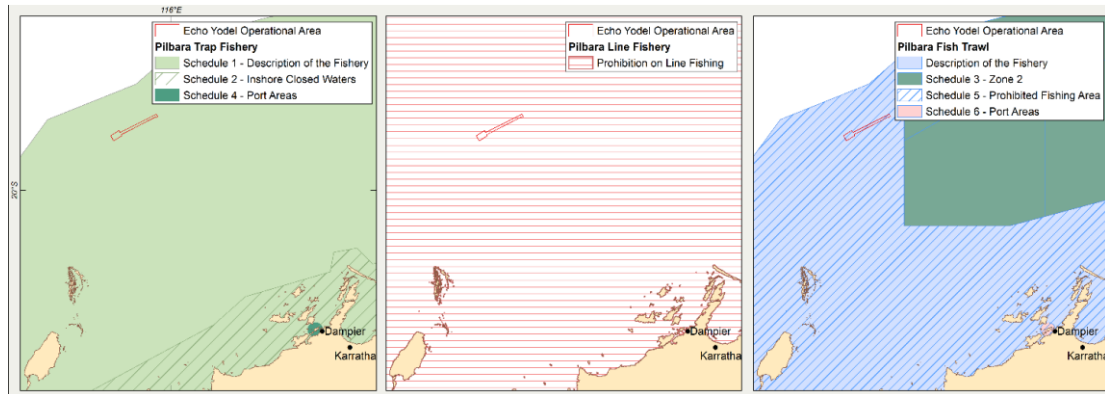 116°E
20°S
Echo Yodel Operational Area
Pilbara Trap Fishery
Schedule 1 - Description of the Fishery
Schedule 2 - Inshore Closed Waters
Schedule 4 - Port Areas
Dampier
Karratha
Echo Yodel Operational Area
Pilbara Line Fishery
Prohibition on Line Fishing
Dampier
Karratha
Echo Yodel Operational Area
Pilbara Fish Trawl
Description of the Fishery
Schedule 3 - Zone 2
Schedule 5 - Prohibited Fishing Area
Schedule 6 - Port Areas
Dampier
Karratha